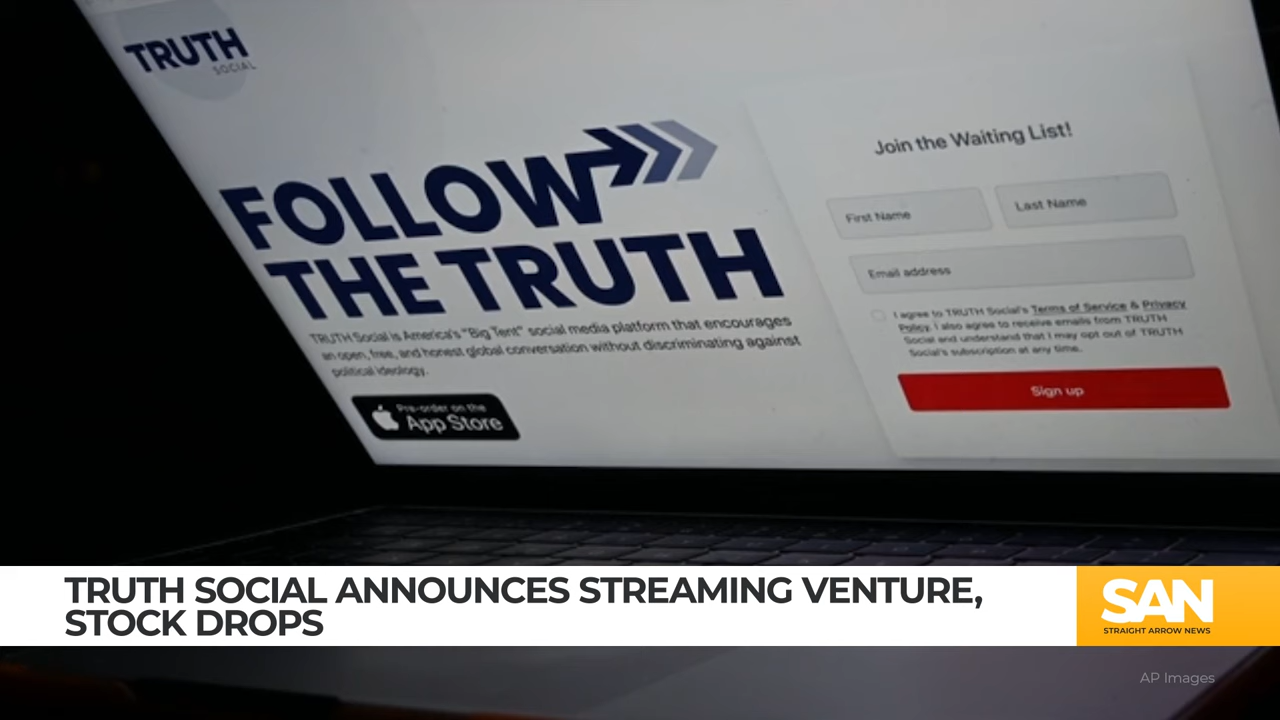 TRUTH
SOCIAL
FOLLOW
THE TRUTH
TRUTH Social is America's "Big Tent" social media platform that encourages
an open, free, and honest global conversation without discriminating against
political ideology.
Pre-order on the
App Store
Join the Waiting List!
First Name
Last Name
Email address
I agree to TRUTH Social's Terms of Service & Privacy
Policy. I also agree to receive emails from TRUTH
Social and understand that I may opt out of TRUTH
Social's subscription at any time.
Sign up
TRUTH SOCIAL ANNOUNCES STREAMING VENTURE,
STOCK DROPS
SAN
STRAIGHT ARROW NEWS
AP Images